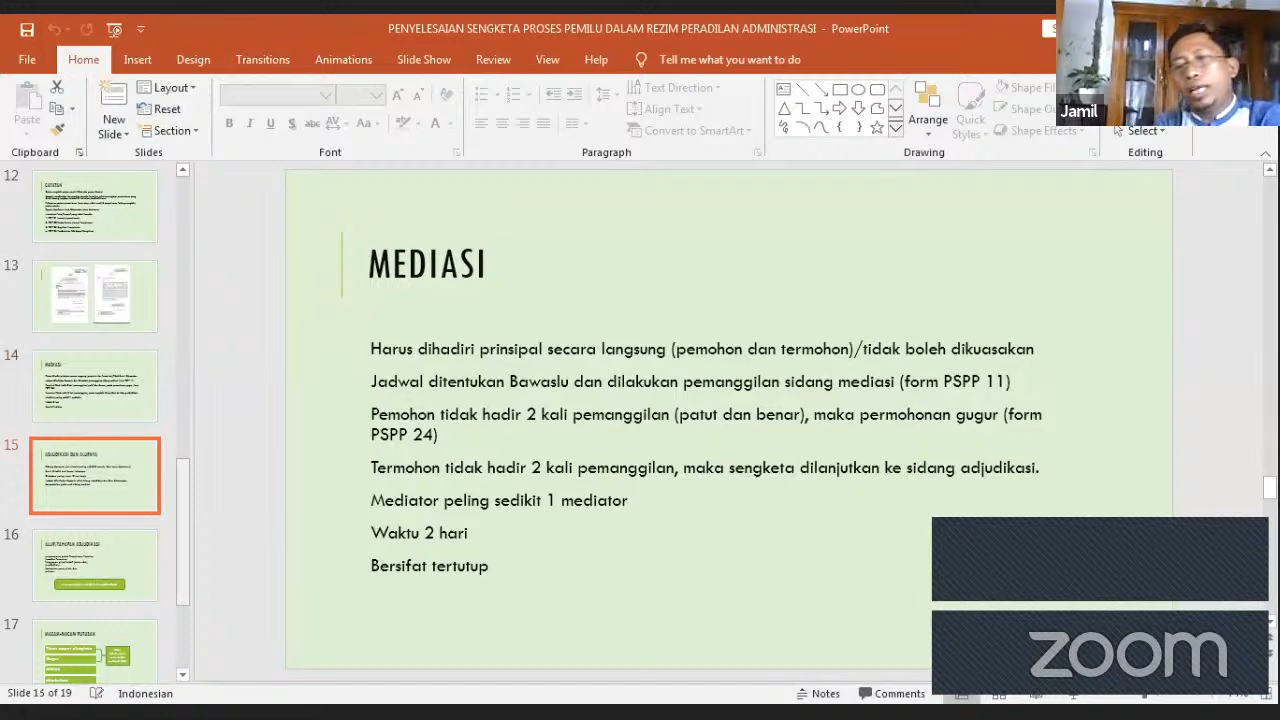 PENYELESAIAN SENGKETA PROSES PEMILU DALAM REZIM PERADILAN ADMINISTRASI - PowerPoint
File Home Insert Design Transitions Animations Slide Show Review View Help Tell me what you want to do
Jamil
Paste
New
Slide
Layout
Reset
Section
Text Direction
Align Text
Convert to SmartArt
Arrange
Quick
Styles
Shape Fill
Shape Effects
Select
Clipboard Slides Font Paragraph Drawing Editing
12
13
14
MEDIASI
15
16
17
MEDIASI
Harus dihadiri prinsipal secara langsung (pemohon dan termohon)/tidak boleh dikuasakan
Jadwal ditentukan Bawaslu dan dilakukan pemanggilan sidang mediasi (form PSPP 11)
Pemohon tidak hadir 2 kali pemanggilan (patut dan benar), maka permohonan gugur (form
PSPP 24)
Termohon tidak hadir 2 kali pemanggilan, maka sengketa dilanjutkan ke sidang adjudikasi.
Mediator peling sedikit 1 mediator
Waktu 2 hari
Bersifat tertutup
zoom
Slide 15 of 19 Indonesian Notes Comments